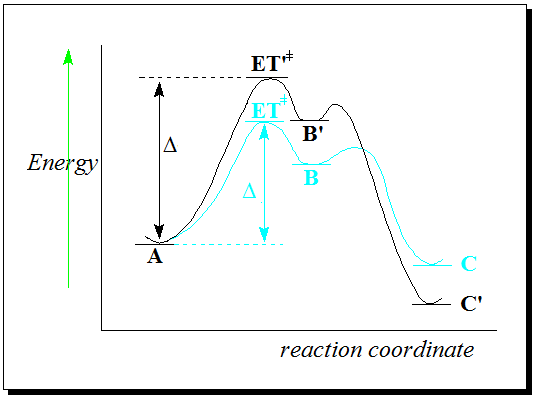 ET'‡
ET‡
B'
Energy
Δ
B
Δ
A
C
C'
reaction coordinate